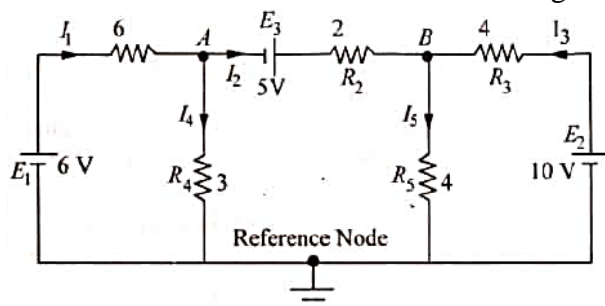 E3
I1 6 A 2 B 4 I3
I2 5V R2 R3
I4 I5 E2
E1 6 V R4 3 R5 4 10 V
Reference Node